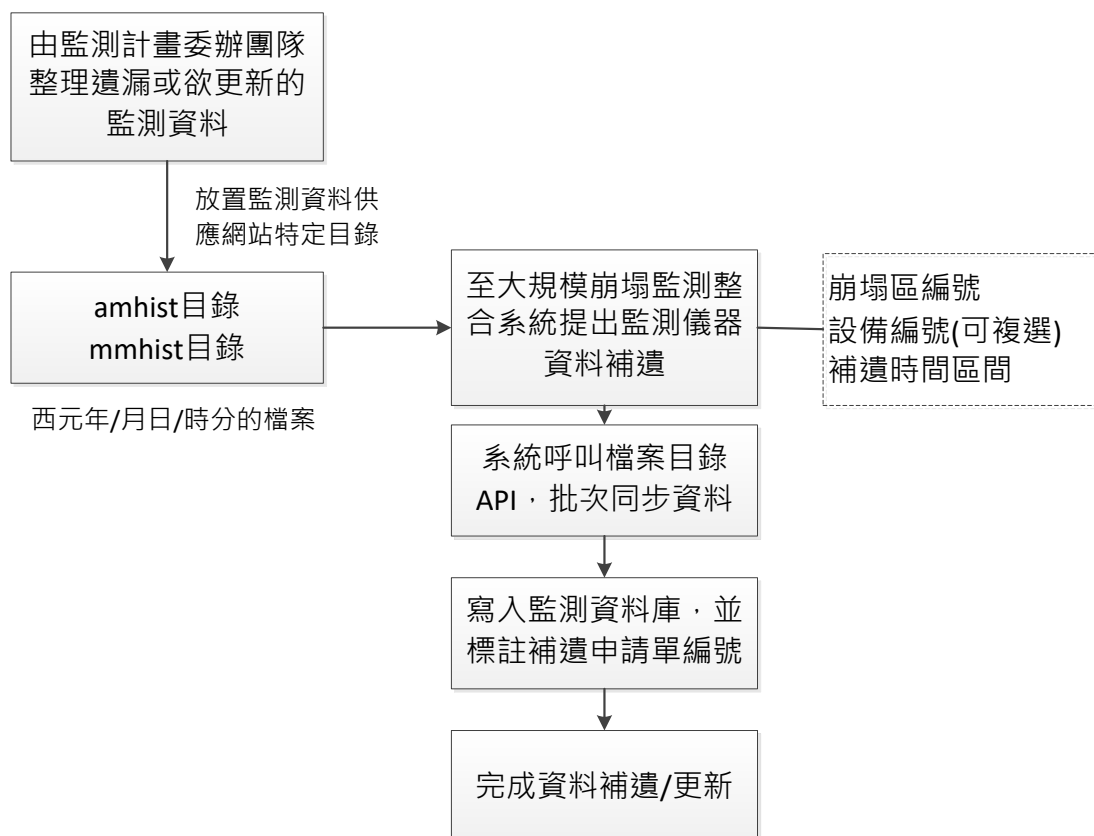 由監測計畫委辦團隊
整理遺漏或欲更新的
監測資料
放置監測資料供
應網站特定目錄
amhist目錄
mmhist目錄
西元年/月日/時分的檔案
至大規模崩塌監測整
合系統提出監測儀器
資料補遺
崩塌區編號
設備編號(可複選)
補遺時間區間
系統呼叫檔案目錄
API，批次同步資料
寫入監測資料庫，並
標註補遺申請單編號
完成資料補遺/更新